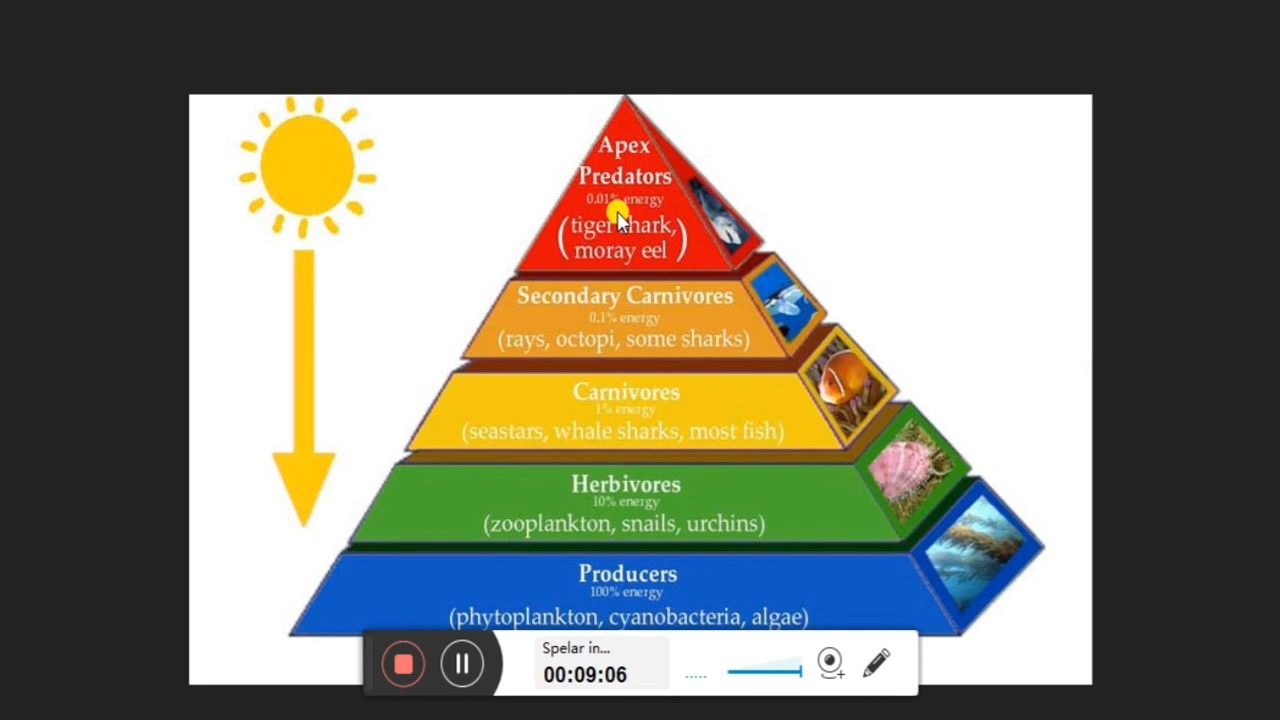 Apex
Predators
0.01% energy
(tiger shark,
moray eel)
Secondary Carnivores
0.1% energy
(rays, octopi, some sharks)
Carnivores
1% energy
(seastars, whale sharks, most fish)
Herbivores
10% energy
(zooplankton, snails, urchins)
Producers
100% energy
(phytoplankton, cyanobacteria, algae)
Spelar in...
00:09:06